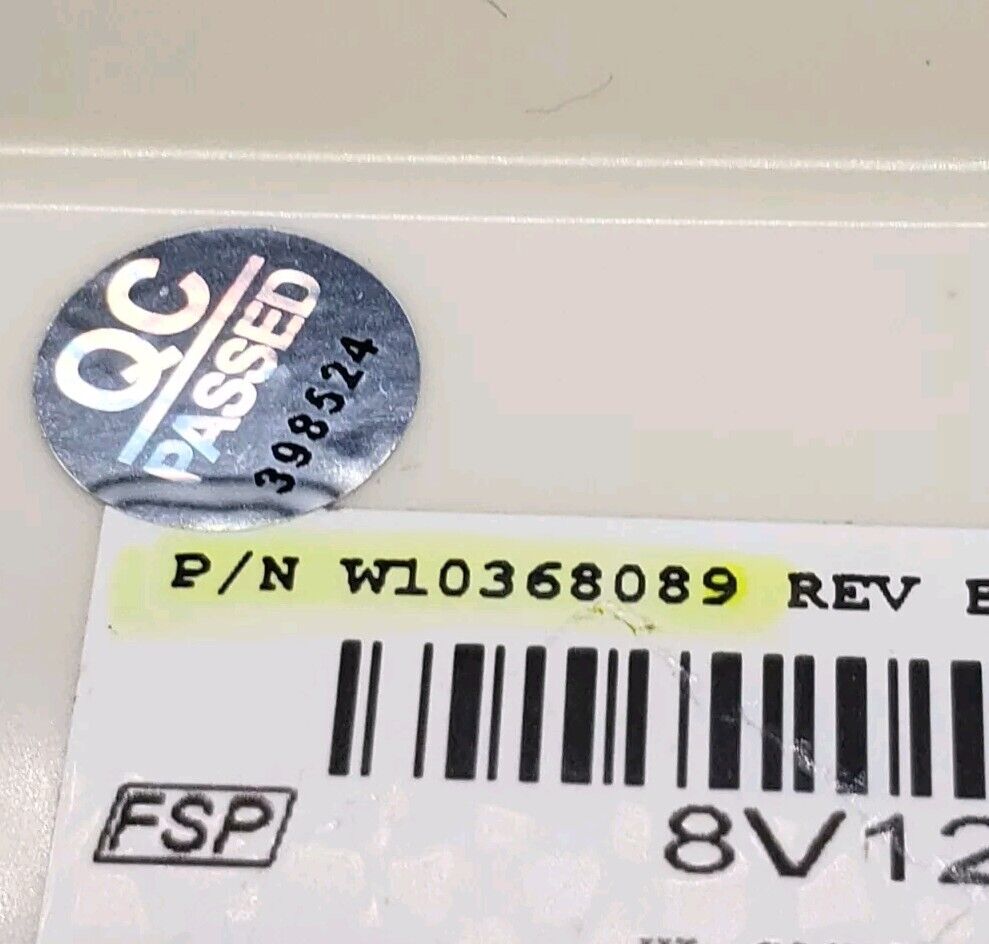 QC
PASSED
398524
P/N W10368089 REV
FSP
8V12